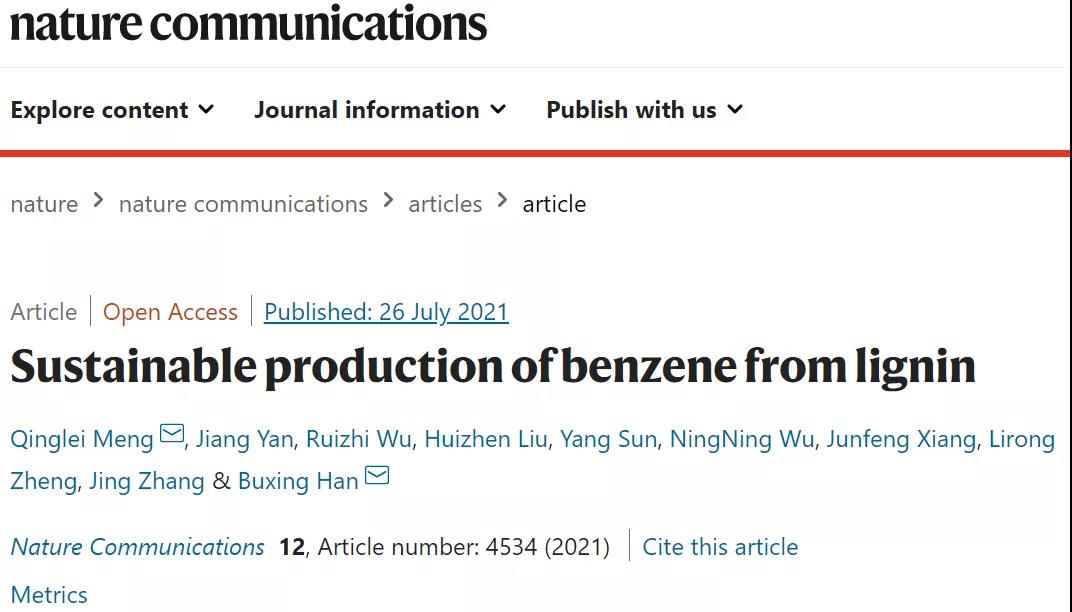 nature communications
Explore content Journal information Publish with us
nature > nature communications > articles > article
Article | Open Access | Published: 26 July 2021
Sustainable production of benzene from lignin
Qinglei Meng, Jiang Yan, Ruizhi Wu, Huizhen Liu, Yang Sun, NingNing Wu, Junfeng Xiang, Lirong
Zheng, Jing Zhang & Buxing Han
Nature Communications 12, Article number: 4534 (2021) | Cite this article
Metrics